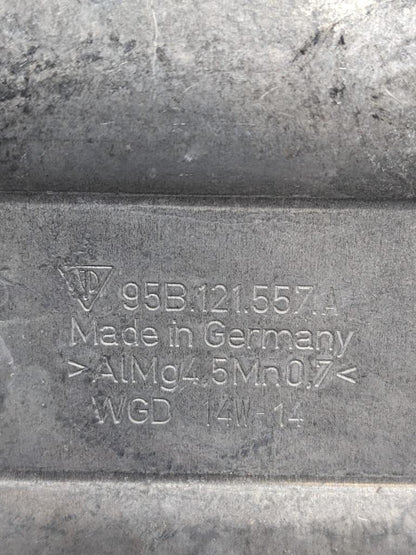 95B.121.557.A
Made in Germany
>AlMg4.5Mn0,7<
WGD 14W-14